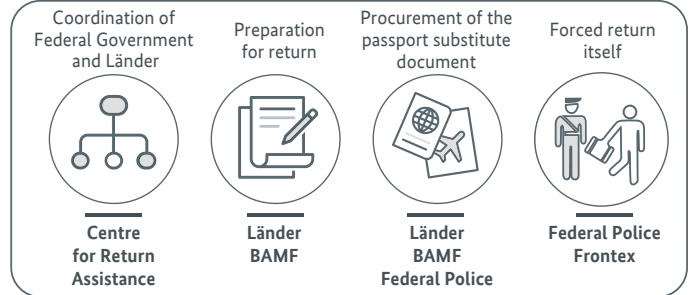 Coordination of
Federal Government
and Länder
Preparation
for return
Procurement of the
passport substitute
document
Forced return
itself
Centre
for Return
Assistance
Länder
BAMF
Länder
BAMF
Federal Police
Federal Police
Frontex